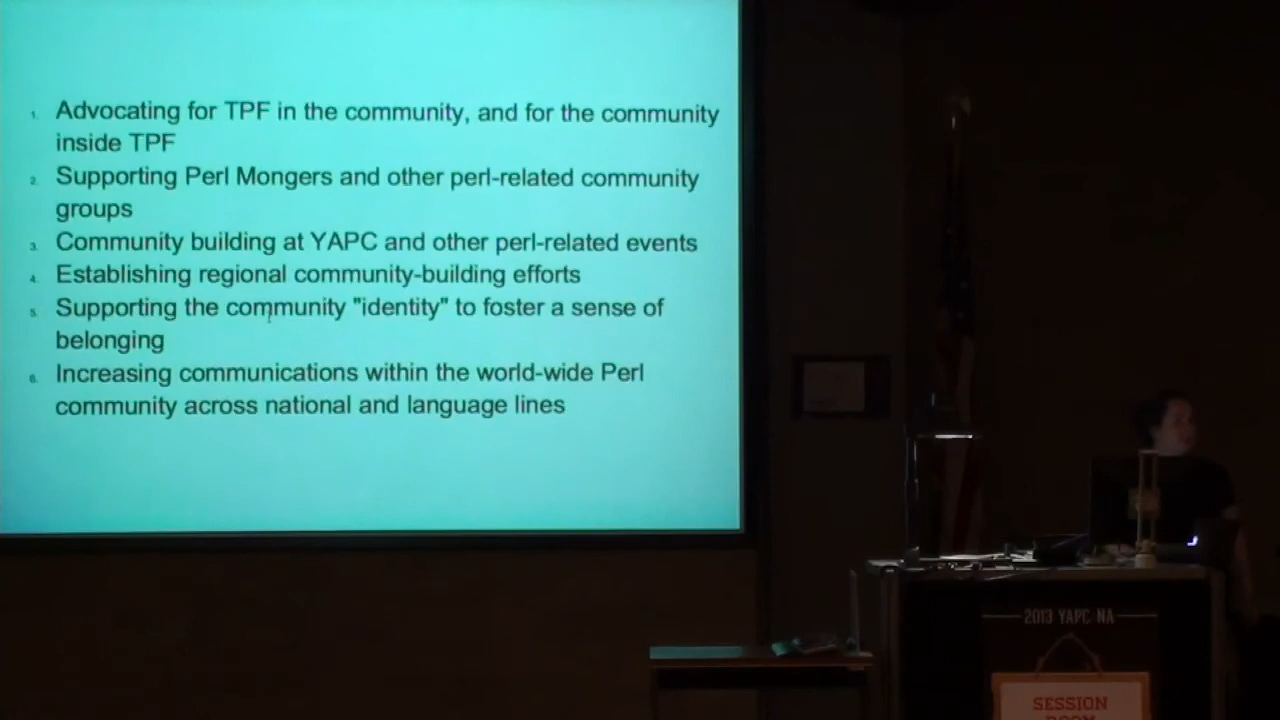 1. Advocating for TPF in the community, and for the community
inside TPF
2. Supporting Perl Mongers and other perl-related community
groups
3. Community building at YAPC and other perl-related events
4. Establishing regional community-building efforts
5. Supporting the community "identity" to foster a sense of
belonging
6. Increasing communications within the world-wide Perl
community across national and language lines
2013 YAPC NA
SESSION
ROOM